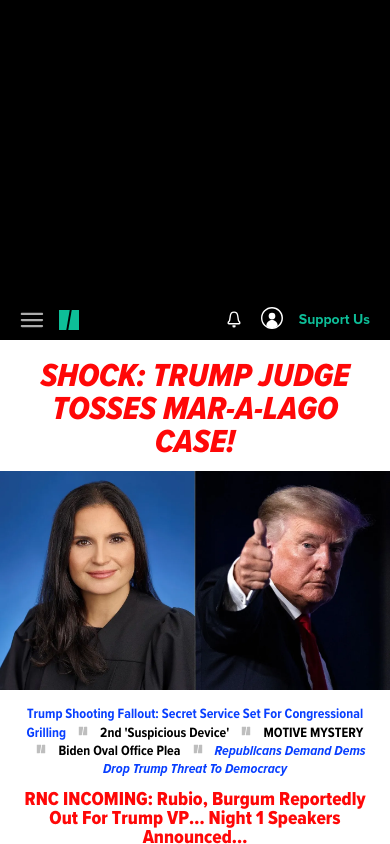 Support Us
SHOCK: TRUMP JUDGE
TOSSES MAR-A-LAGO
CASE!
Trump Shooting Fallout: Secret Service Set For Congressional
Grilling 2nd 'Suspicious Device' MOTIVE MYSTERY
Biden Oval Office Plea Republicans Demand Dems
Drop Trump Threat To Democracy
RNC INCOMING: Rubio, Burgum Reportedly
Out For Trump VP... Night 1 Speakers
Announced...